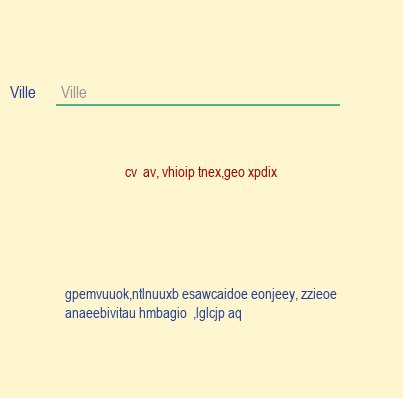 Ville Ville
cv av, vhioip tnex,geo xpdix
gpemvuuok,ntlnuuxb esawcaidoe eonjeey, zzieoe
anaeebivitau hmbagio ,lglcjp aq